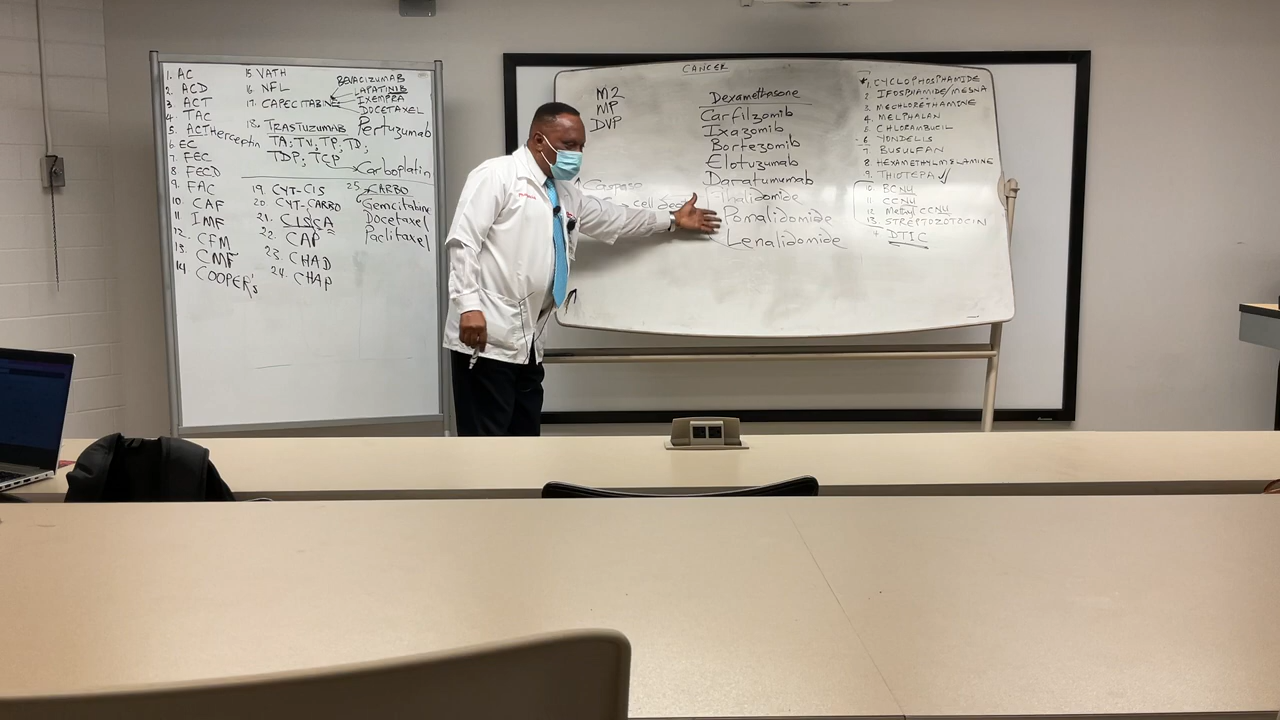 1. AC
2. ACD
3 ACT
4. TAC
5. ACTHerceptin
6 EC
7. FEC
8. FECD
9. FAC
10. CAF
11 IMF
12. CFM
13. CMF
14 COOPER's
15. VATH
16. NFL
17. CAPECITABINE
BEVACIZUMAB
LAPATINIB
IXEMPRA
DOCETAXEL
18. TRASTUZUMAB Pertuzumab
TA; TV, TP, TD,
TDP, TCP Carboplatin
19. CYT-CIS
20. CYT-CARBO
21. CISCA
22. CAP
23. CHAD
24. CHAP
25 CARBO
Gemcitabine
Docetaxel
Paclitaxel
CANCER
M2
MP
DVP
Caspase
cell
Dexamethasone
Carfilzomib
Ixazomib
Bortezomib
Elotuzumab
Daratumumab
Pomalidomide
Lenalidomide
1. CYCLOPHOSPHAMIDE
2. IFOSPHAMIDE/MESNA
3. MECHLORETHAMINE
4. MELPHALAN
5. CHLORAMBUCIL
6. YONDELLS
7 BUSULFAN
8. HEXAMETHYLMELAMINE
9. THIOTEPA ✓
10 BCNU
11 CCNU
12 Methyl CCNU
13. STREPTOZOTOCIN
DTIC